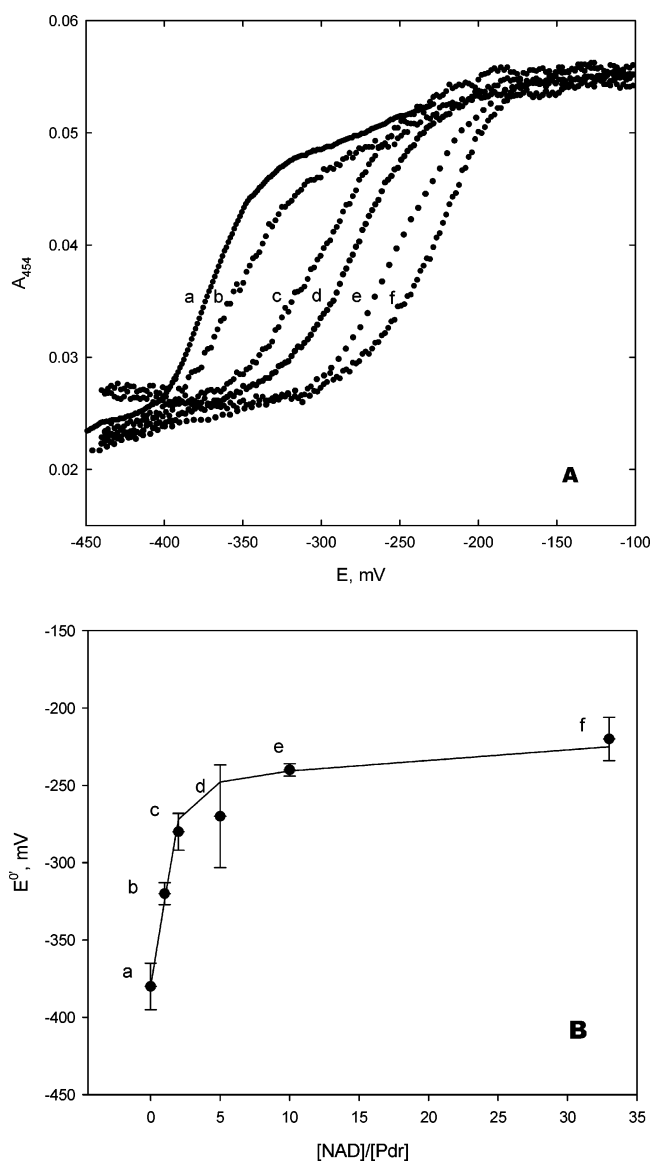 0.06
0.05
0.04
0.03
0.02
A₄₅₄
a b c d e f
A
-450 -400 -350 -300 -250 -200 -150 -100
E, mV
-150
-200
-250
-300
-350
-400
-450
E⁰', mV
f
e
d
c
b
a
B
0 5 10 15 20 25 30 35
[NAD]/[Pdr]